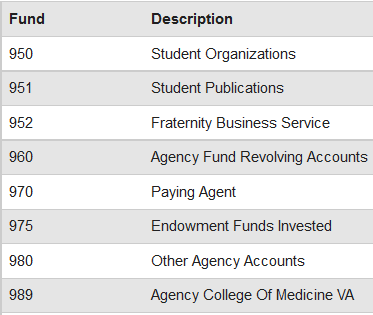 Fund Description
950 Student Organizations
951 Student Publications
952 Fraternity Business Service
960 Agency Fund Revolving Accounts
970 Paying Agent
975 Endowment Funds Invested
980 Other Agency Accounts
989 Agency College Of Medicine VA